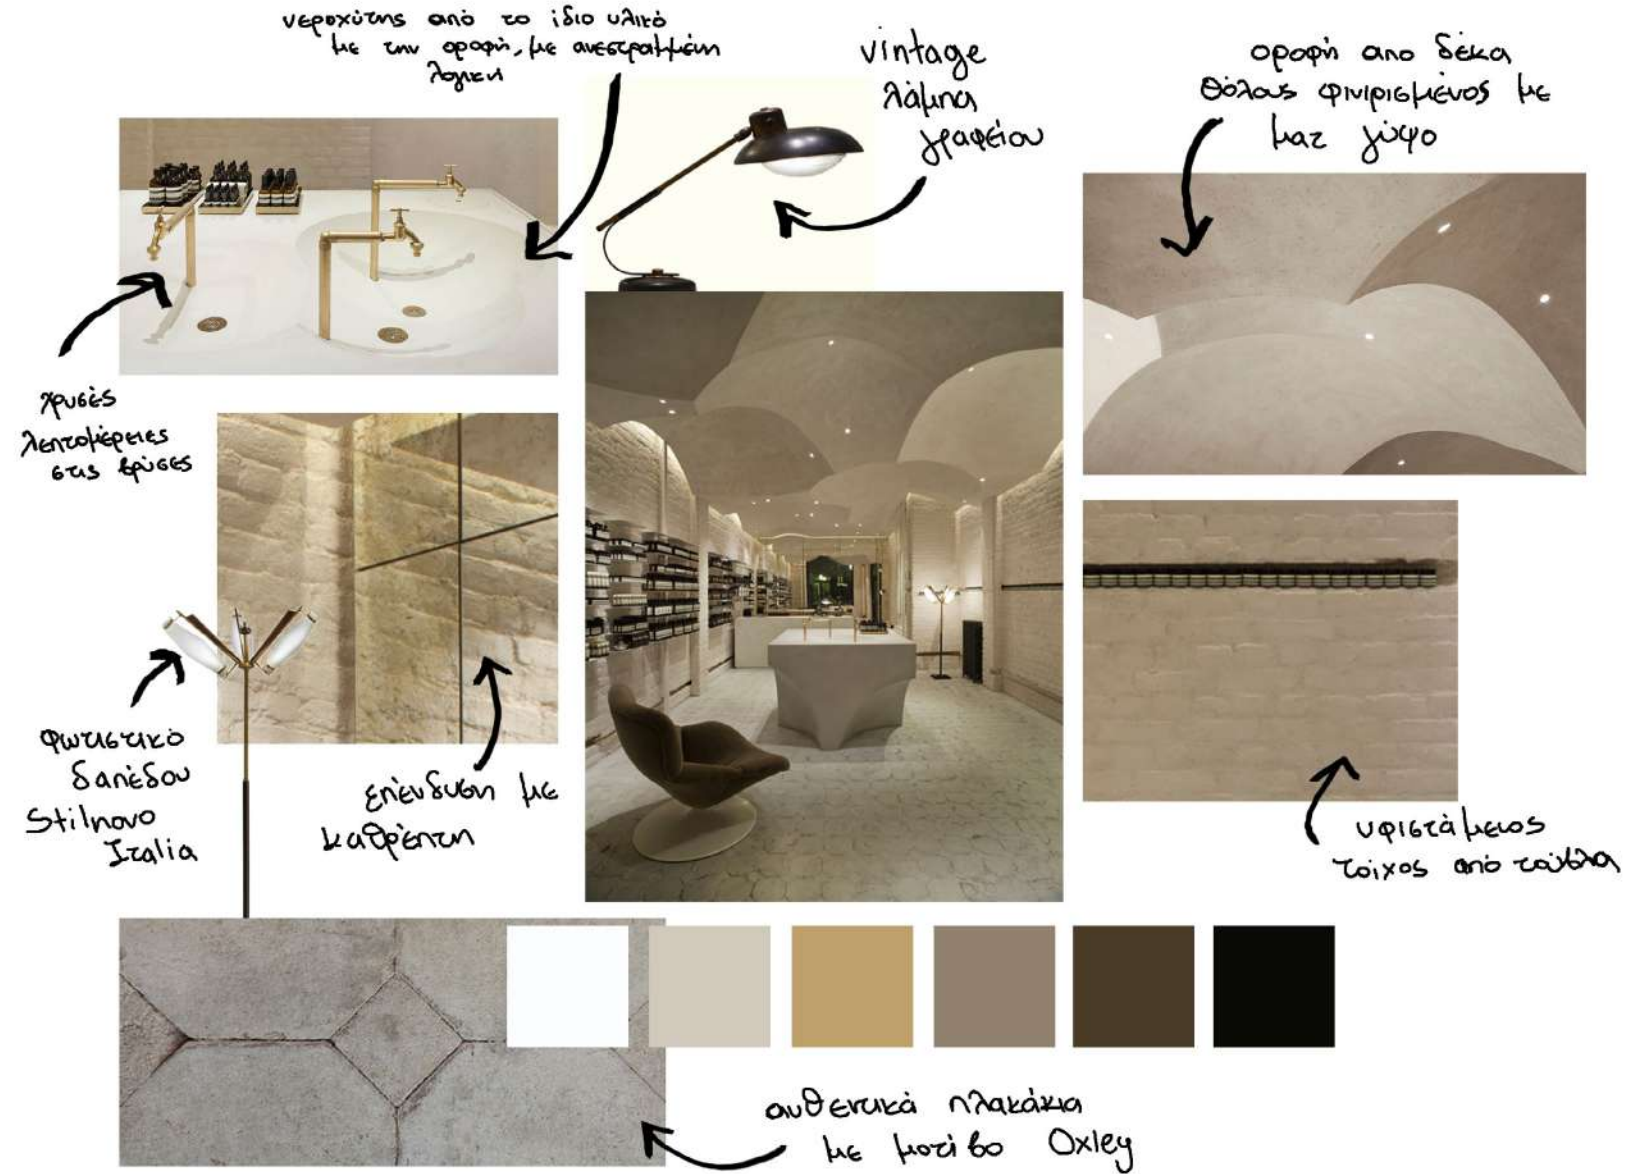 νεροχύτης από το ίδιο υλικό
με την οροφή, με ανεστραμμένη
λογική
vintage
λάμπα
γραφείου
οροφή απο δέκα
θόλους φινιρισμένος με
ματ γύψο
χρυσές
λεπτομέρειες
στις βρύσες
φωτιστικό
δαπέδου
Stilnovo
Italia
επένδυση με
καθρέπτη
υφιστάμενος
τοίχος από τούβλα
αυθεντικά πλακάκια
με μοτίβο Oxley